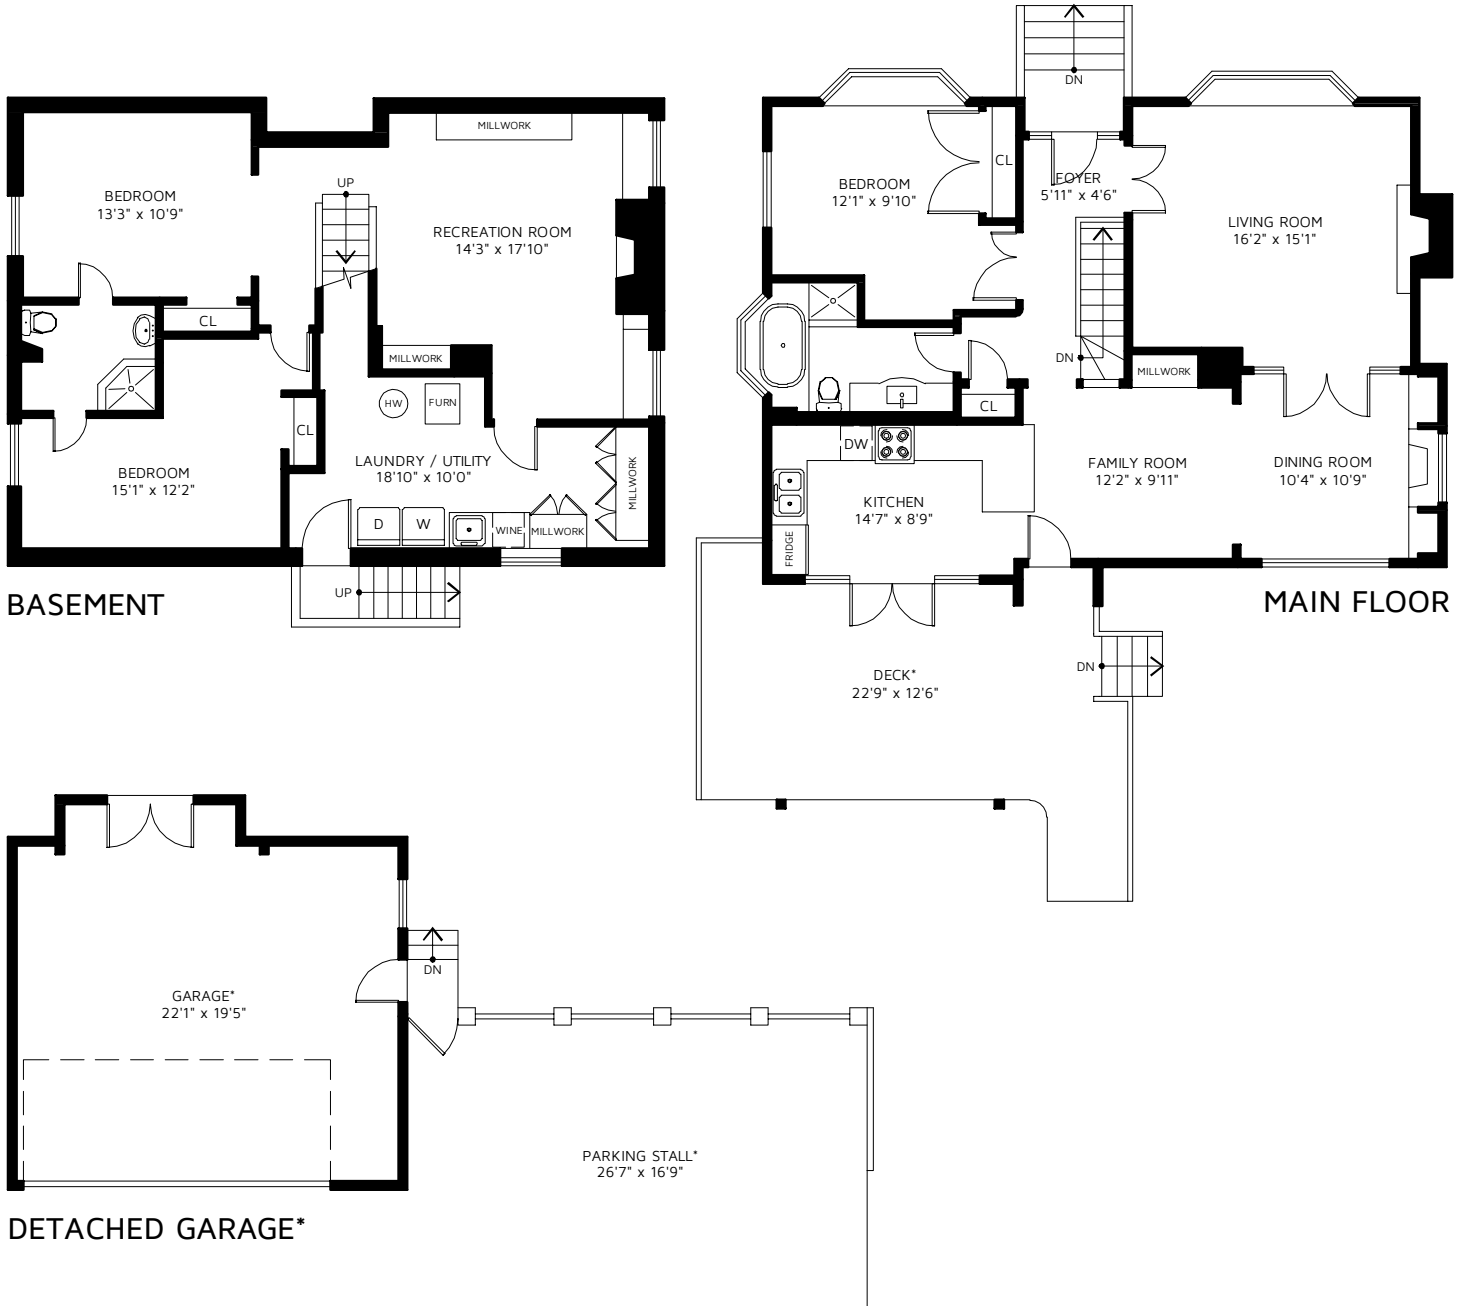 MILLWORK
BEDROOM
13'3" x 10'9"
UP
RECREATION ROOM
14'3" x 17'10"
CL
MILLWORK
HW
FURN
CL
BEDROOM
15'1" x 12'2"
LAUNDRY / UTILITY
18'10" x 10'0"
MILLWORK
D
W
WINE
MILLWORK
UP
BASEMENT
DN
BEDROOM
12'1" x 9'10"
CL
FOYER
5'11" x 4'6"
LIVING ROOM
16'2" x 15'1"
DN
MILLWORK
CL
DW
KITCHEN
14'7" x 8'9"
FRIDGE
FAMILY ROOM
12'2" x 9'11"
DINING ROOM
10'4" x 10'9"
MAIN FLOOR
DECK*
22'9" x 12'6"
DN
DN
GARAGE*
22'1" x 19'5"
PARKING STALL*
26'7" x 16'9"
DETACHED GARAGE*